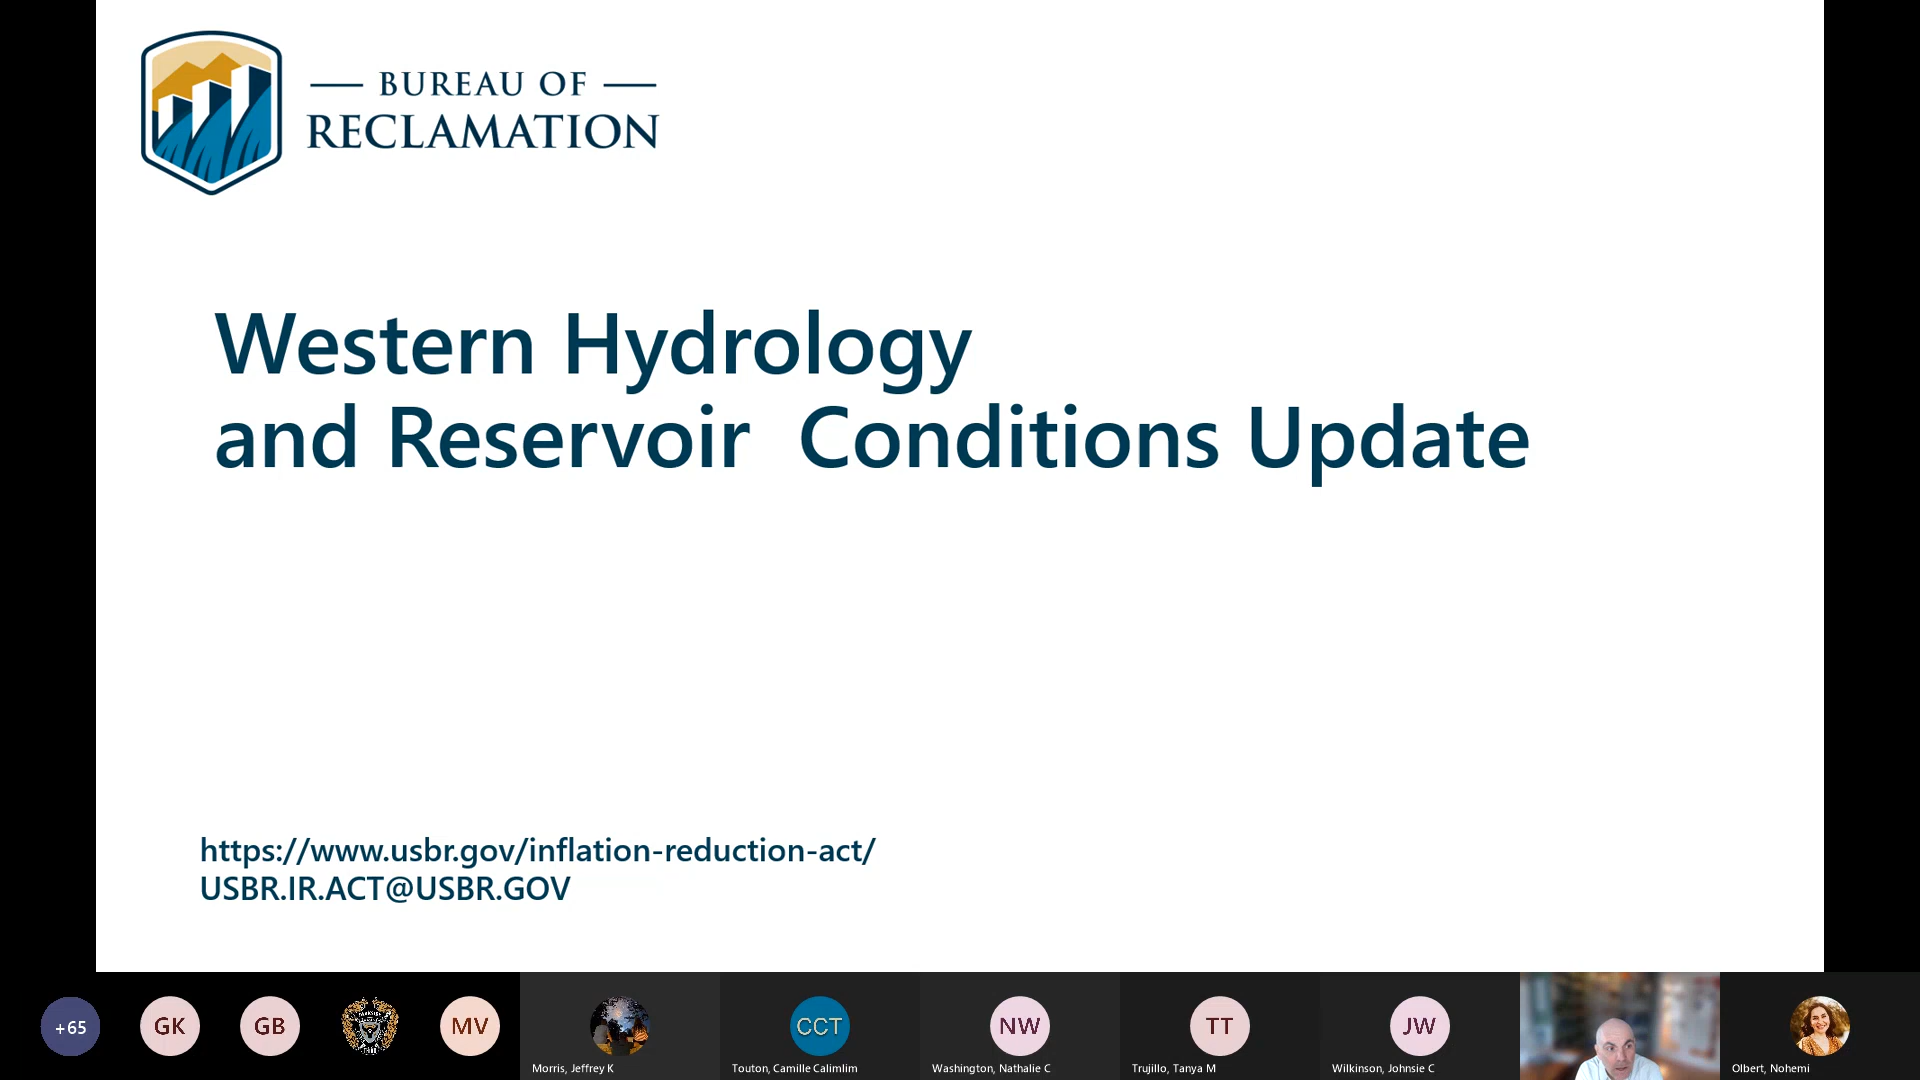 BUREAU OF
RECLAMATION
Western Hydrology
and Reservoir  Conditions Update
https://www.usbr.gov/inflation-reduction-act/
USBR.IR.ACT@USBR.GOV
+65
GK
GB
MV
CCT
NW
TT
JW
Morris, Jeffrey K
Touton, Camille Calimlim
Washington, Nathalie C
Trujillo, Tanya M
Wilkinson, Johnsie C
Olbert, Nohemi